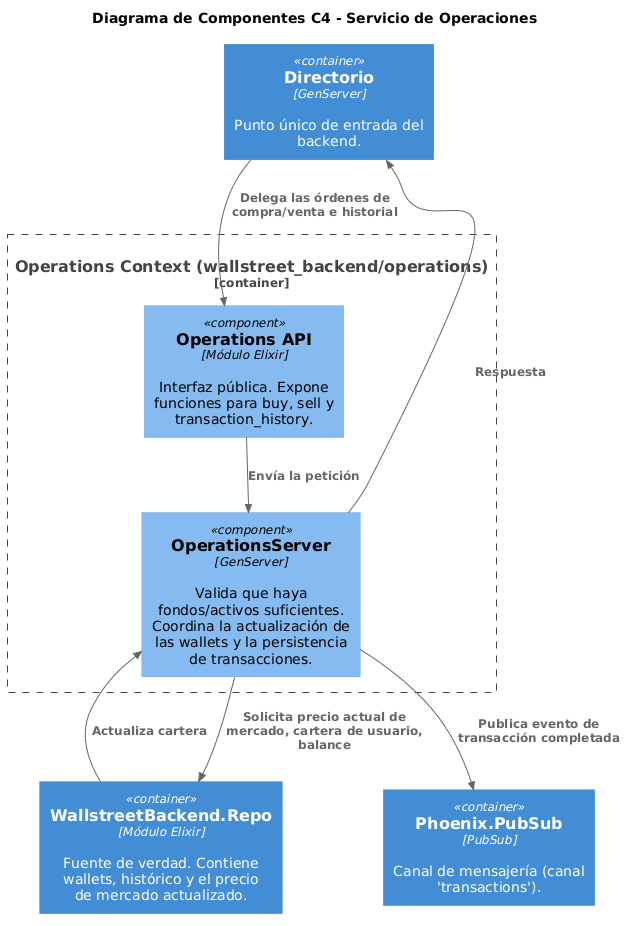 Diagrama de Componentes C4 - Servicio de Operaciones
«container»
Directorio
[GenServer]
Punto único de entrada del
backend.
Delega las órdenes de
compra/venta e historial
Operations Context (wallstreet_backend/operations)
[container]
«component»
Operations API
[Módulo Elixir]
Interfaz pública. Expone
funciones para buy, sell y
transaction_history.
Respuesta
Envía la petición
«component»
OperationsServer
[GenServer]
Valida que haya
fondos/activos suficientes.
Coordina la actualización de
las wallets y la persistencia
de transacciones.
Actualiza cartera
Solicita precio actual de
mercado, cartera de usuario,
balance
Publica evento de
transacción completada
«container»
WallstreetBackend.Repo
[Módulo Elixir]
Fuente de verdad. Contiene
wallets, histórico y el precio
de mercado actualizado.
«container»
Phoenix.PubSub
[PubSub]
Canal de mensajería (canal
'transactions').